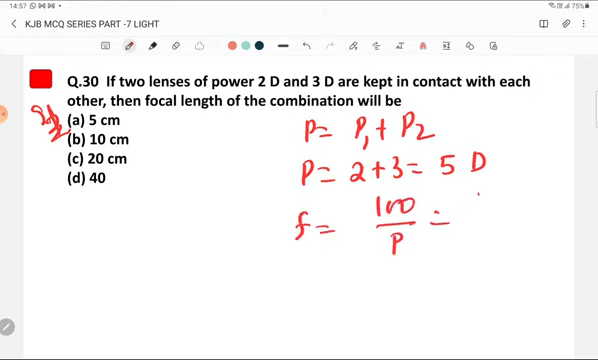 14:57
75%
KJB MCQ SERIES PART -7 LIGHT
Q.30 If two lenses of power 2 D and 3 D are kept in contact with each
other, then focal length of the combination will be
(a) 5 cm
(b) 10 cm
(c) 20 cm
(d) 40
P = P1 + P2
P = 2 + 3 = 5 D
f = 100/P =